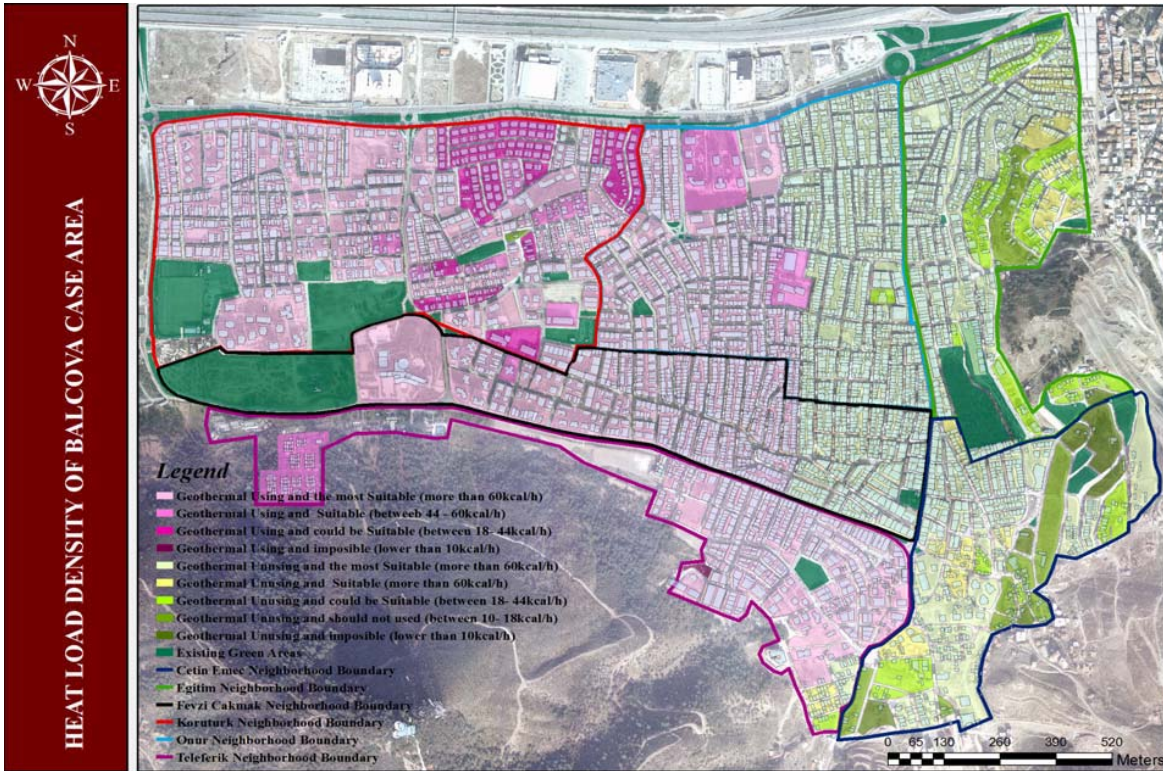 HEAT LOAD DENSITY OF BALCOVA CASE AREA
N
W E
S
Legend
Geothermal Using and the most Suitable (more than 60kcal/h)
Geothermal Using and Suitable (betweeb 44 - 60kcal/h)
Geothermal Using and could be Suitable (between 18- 44kcal/h)
Geothermal Using and imposible (lower than 10kcal/h)
Geothermal Unusing and the most Suitable (more than 60kcal/h)
Geothermal Unusing and Suitable (more than 60kcal/h)
Geothermal Unusing and could be Suitable (between 18- 44kcal/h)
Geothermal Unusing and should not used (between 10- 18kcal/h)
Geothermal Unusing and imposible (lower than 10kcal/h)
Existing Green Areas
Cetin Emec Neighborhood Boundary
Egitim Neighborhood Boundary
Fevzi Cakmak Neighborhood Boundary
Koruturk Neighborhood Boundary
Onur Neighborhood Boundary
Teleferik Neighborhood Boundary
0 65 130 260 390 520
Meters